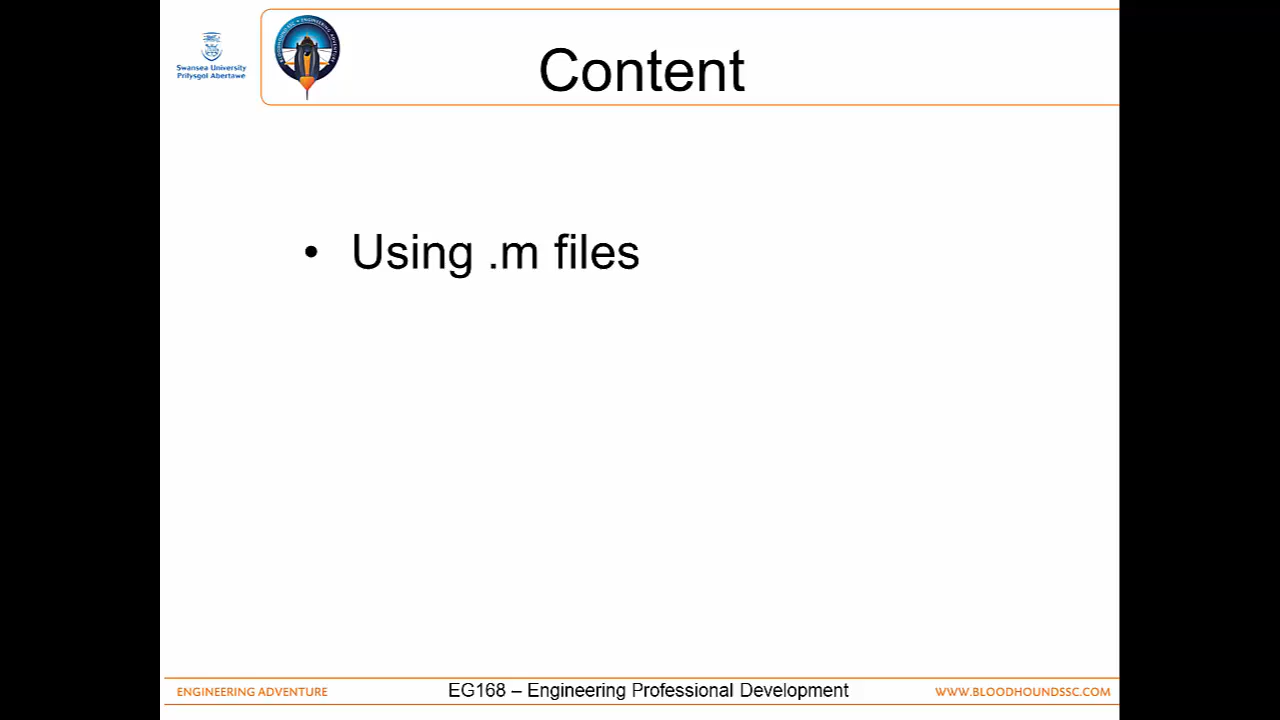 Swansea University
Prifysgol Abertawe
Content
• Using .m files
ENGINEERING ADVENTURE
EG168 – Engineering Professional Development
WWW.BLOODHOUNDSSC.COM